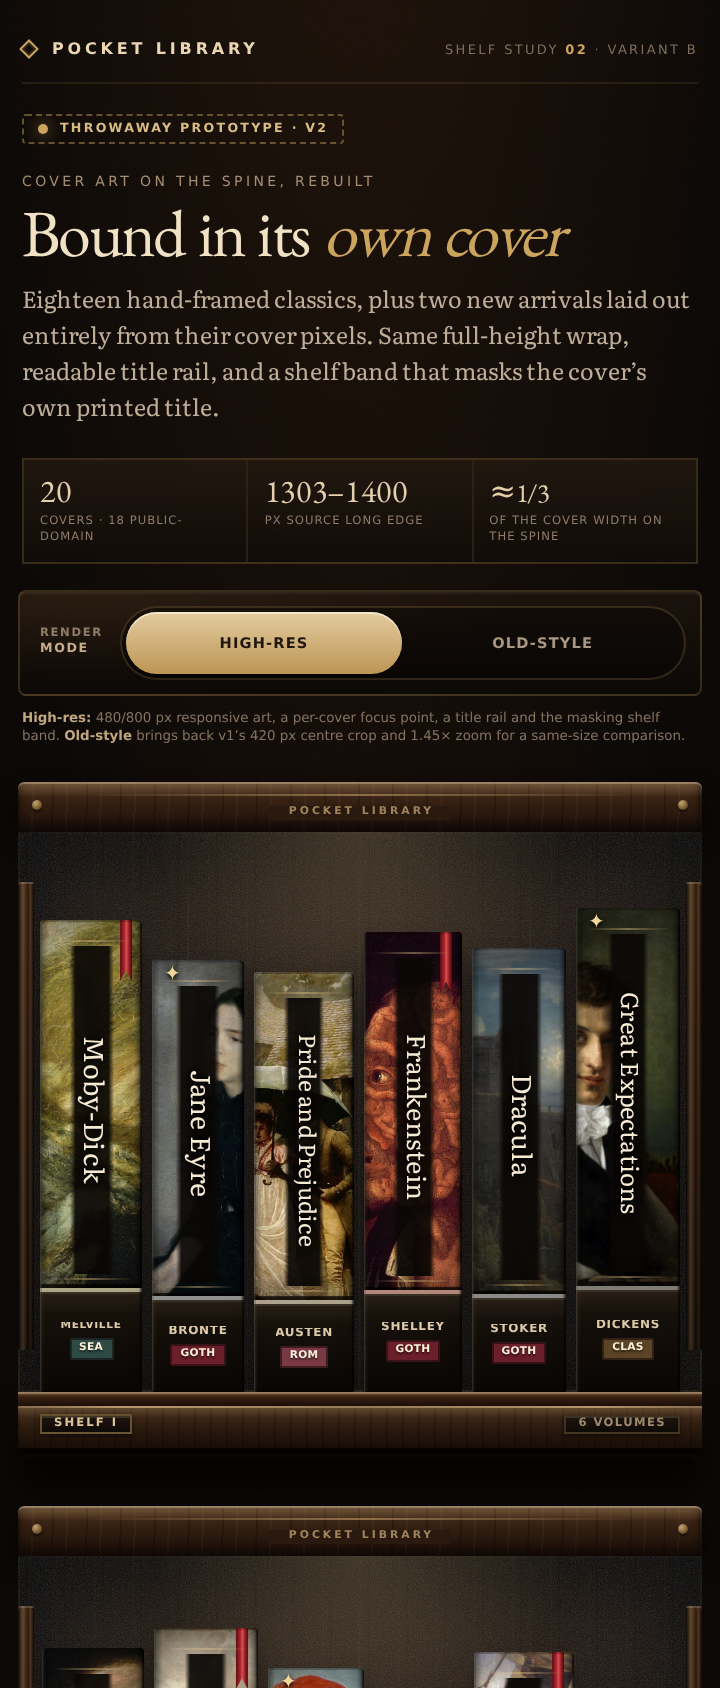 POCKET LIBRARY
SHELF STUDY 02 · VARIANT B
THROWAWAY PROTOTYPE · V2
COVER ART ON THE SPINE, REBUILT
Bound in its own cover
Eighteen hand-framed classics, plus two new arrivals laid out
entirely from their cover pixels. Same full-height wrap,
readable title rail, and a shelf band that masks the cover’s
own printed title.
20
COVERS · 18 PUBLIC-
DOMAIN
1303–1400
PX SOURCE LONG EDGE
≈1/3
OF THE COVER WIDTH ON
THE SPINE
RENDER
MODE
HIGH-RES
OLD-STYLE
High-res: 480/800 px responsive art, a per-cover focus point, a title rail and the masking shelf
band. Old-style brings back v1’s 420 px centre crop and 1.45× zoom for a same-size comparison.
POCKET LIBRARY
Moby-Dick
MELVILLE
SEA
Jane Eyre
BRONTE
GOTH
Pride and Prejudice
AUSTEN
ROM
Frankenstein
SHELLEY
GOTH
Dracula
STOKER
GOTH
Great Expectations
DICKENS
CLAS
SHELF I
6 VOLUMES
POCKET LIBRARY